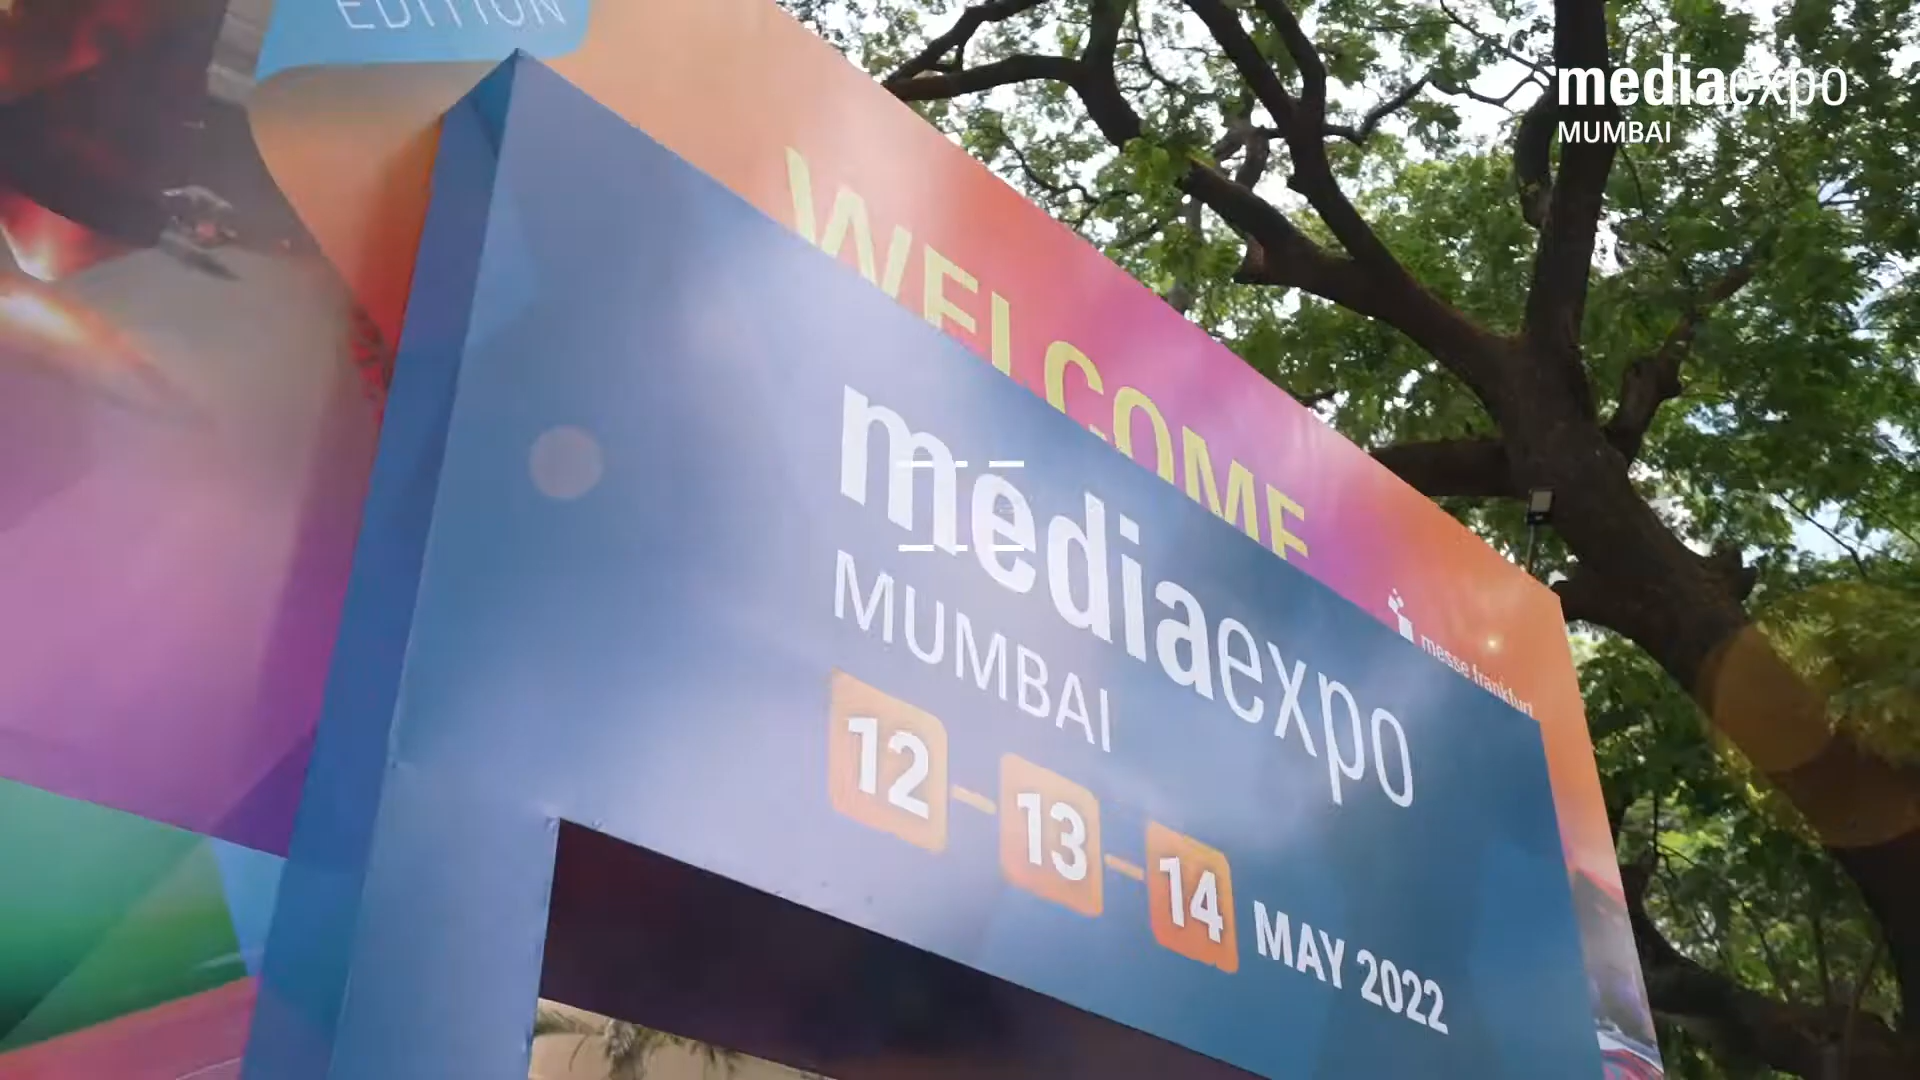 EDITION
mediaexpo
MUMBAI
WELCOME
mediaexpo
MUMBAI
messe frankfurt
12-13-14 MAY 2022